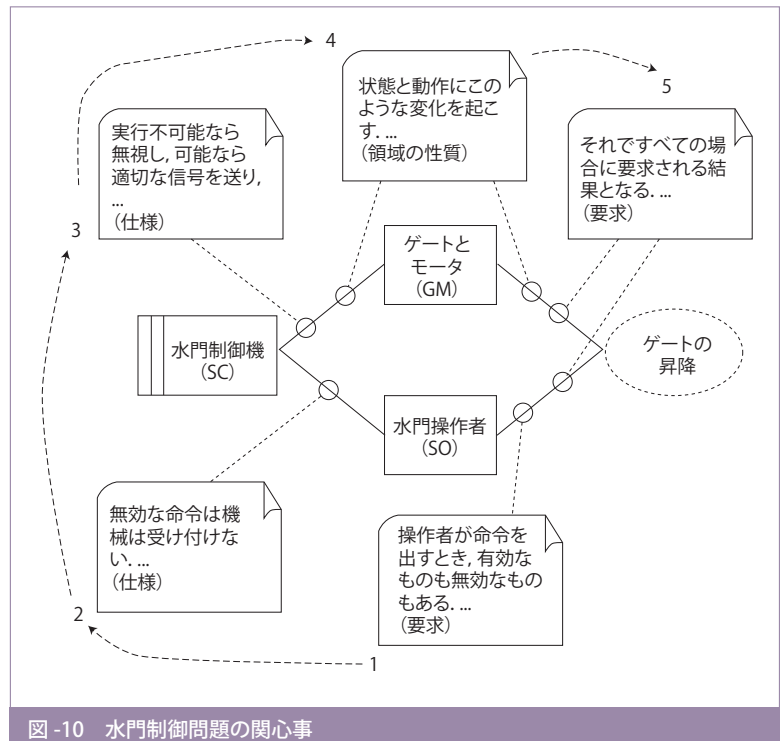 4
5
状態と動作にこの
ような変化を起こ
す. ...
(領域の性質)
実行不可能なら
無視し, 可能なら
適切な信号を送り,
...
(仕様)
それですべての場
合に要求される結
果となる. ...
(要求)
3
ゲートと
モータ
(GM)
水門制御機
(SC)
ゲートの
昇降
水門操作者
(SO)
無効な命令は機
械は受け付けな
い. ...
(仕様)
操作者が命令を
出すとき, 有効な
ものも無効なもの
もある. ...
(要求)
2
1
図-10 水門制御問題の関心事